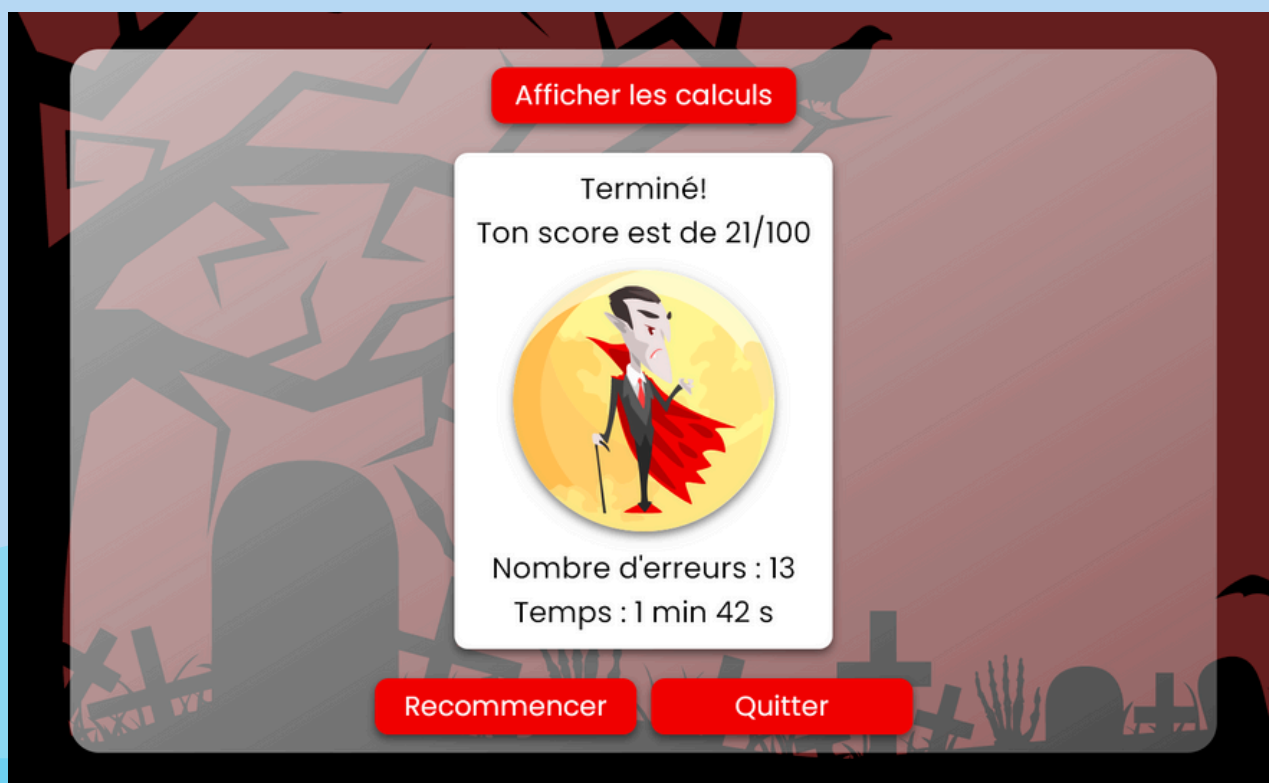 Afficher les calculs
Terminé!
Ton score est de 21/100
Nombre d'erreurs : 13
Temps : 1 min 42 s
Recommencer
Quitter